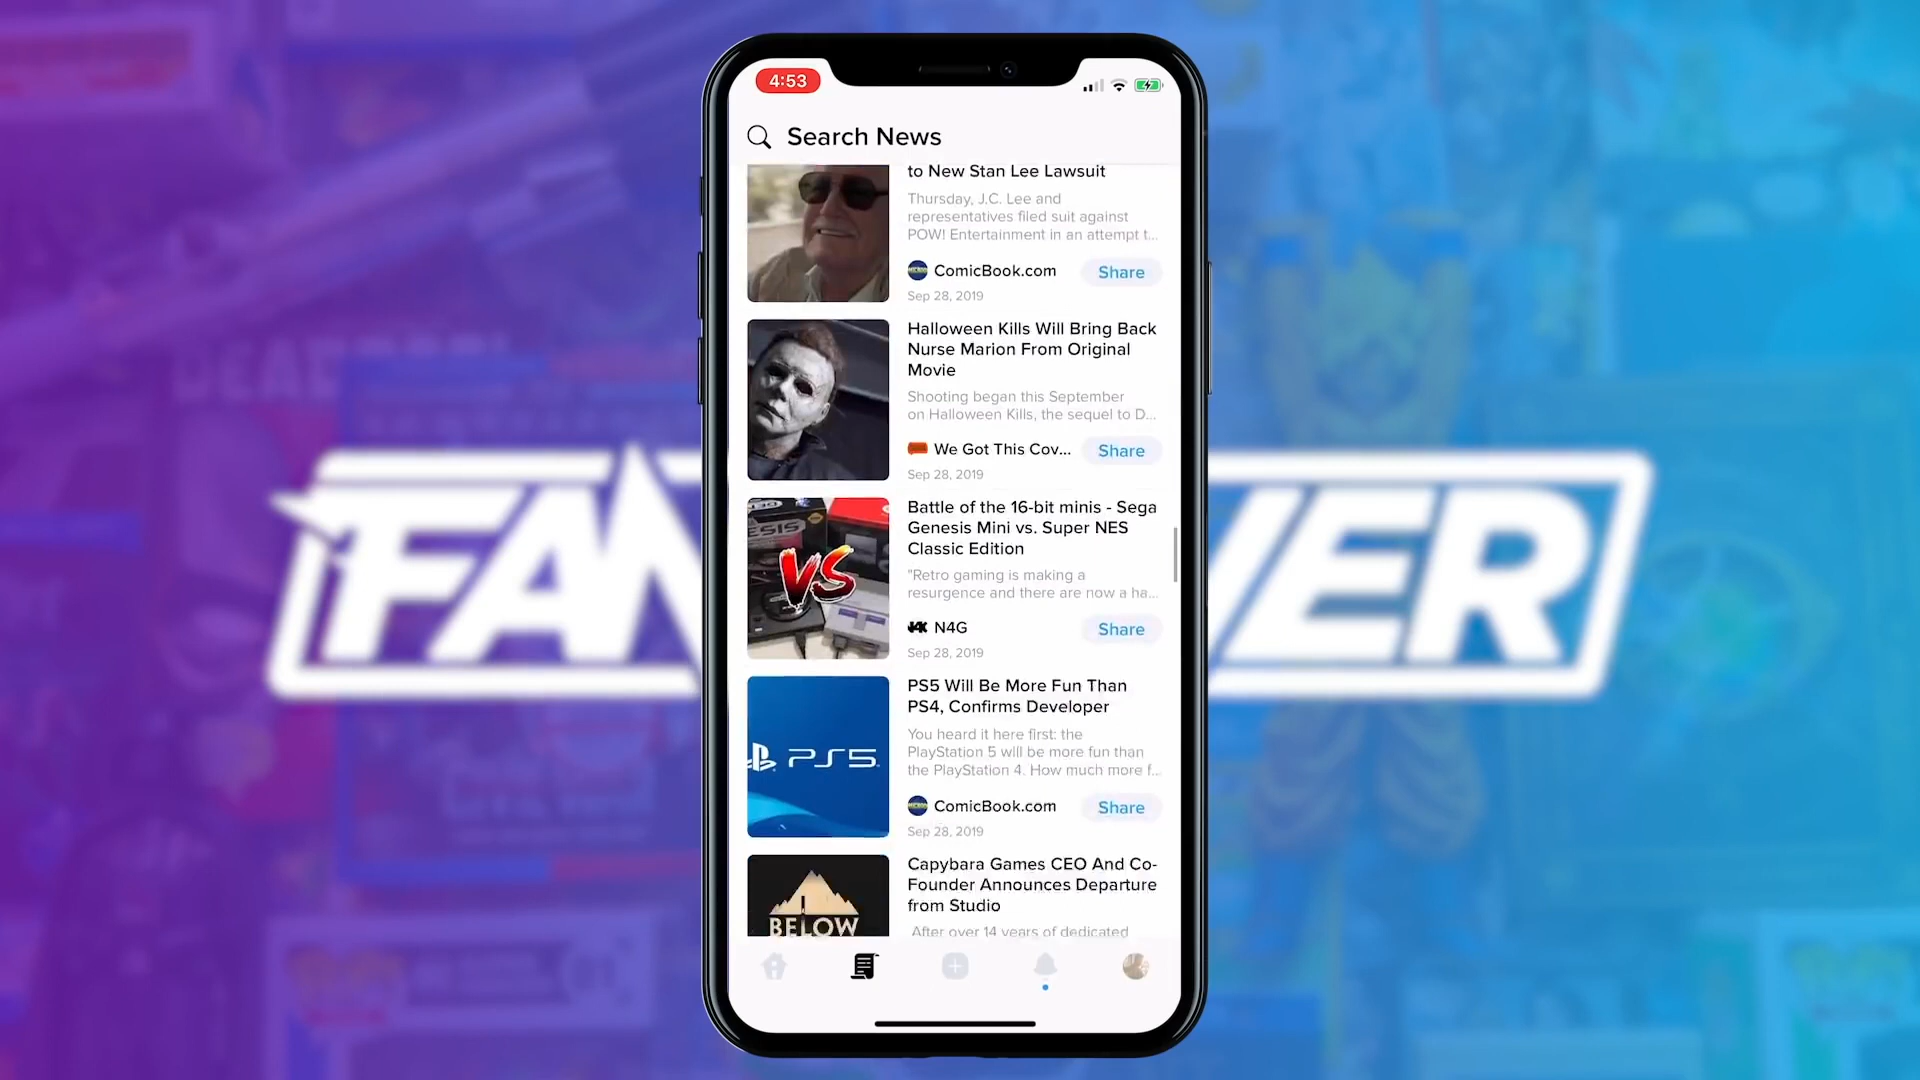 4:53
Search News
to New Stan Lee Lawsuit
Thursday, J.C. Lee and
representatives filed suit against
POW! Entertainment in an attempt t...
ComicBook.com
Share
Sep 28, 2019
Halloween Kills Will Bring Back
Nurse Marion From Original
Movie
Shooting began this September
on Halloween Kills, the sequel to D...
We Got This Cov...
Share
Sep 28, 2019
Battle of the 16-bit minis - Sega
Genesis Mini vs. Super NES
Classic Edition
"Retro gaming is making a
resurgence and there are now a ha...
N4G
Share
Sep 28, 2019
VS
PS5 Will Be More Fun Than
PS4, Confirms Developer
You heard it here first: the
PlayStation 5 will be more fun than
the PlayStation 4. How much more f...
ComicBook.com
Share
Sep 28, 2019
PS5
Capybara Games CEO And Co-
Founder Announces Departure
from Studio
After over 14 years of dedicated
BELOW